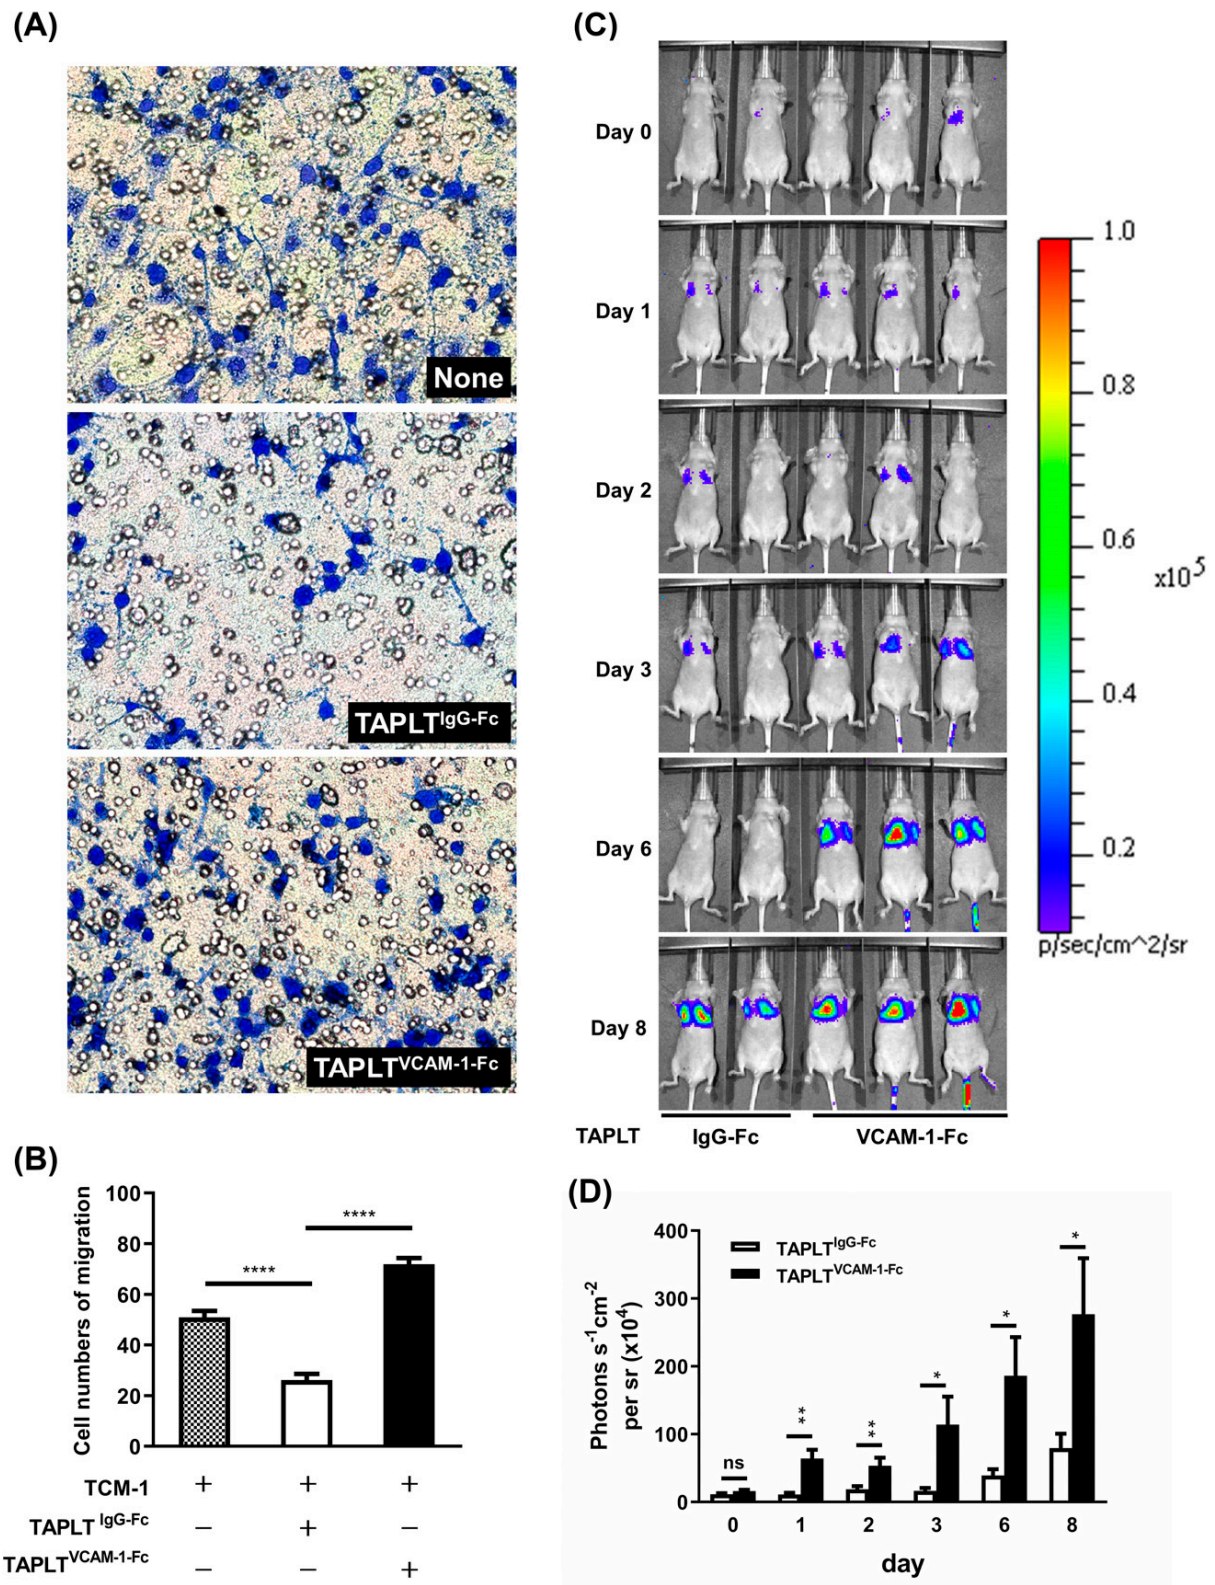 (A)
None
TAPLT^IgG-Fc
TAPLT^VCAM-1-Fc
(C)
Day 0
Day 1
Day 2
Day 3
Day 6
Day 8
TAPLT IgG-Fc VCAM-1-Fc
1.0
0.8
0.6
x10^5
0.4
0.2
p/sec/cm^2/sr
(B)
Cell numbers of migration
100
80
60
40
20
0
****
****
TCM-1 + + +
TAPLT^IgG-Fc – + –
TAPLT^VCAM-1-Fc – – +
(D)
Photons s^-1cm^-2
per sr (x10^4)
400
300
200
100
0
TAPLT^IgG-Fc
TAPLT^VCAM-1-Fc
ns
**
**
*
*
*
0 1 2 3 6 8
day